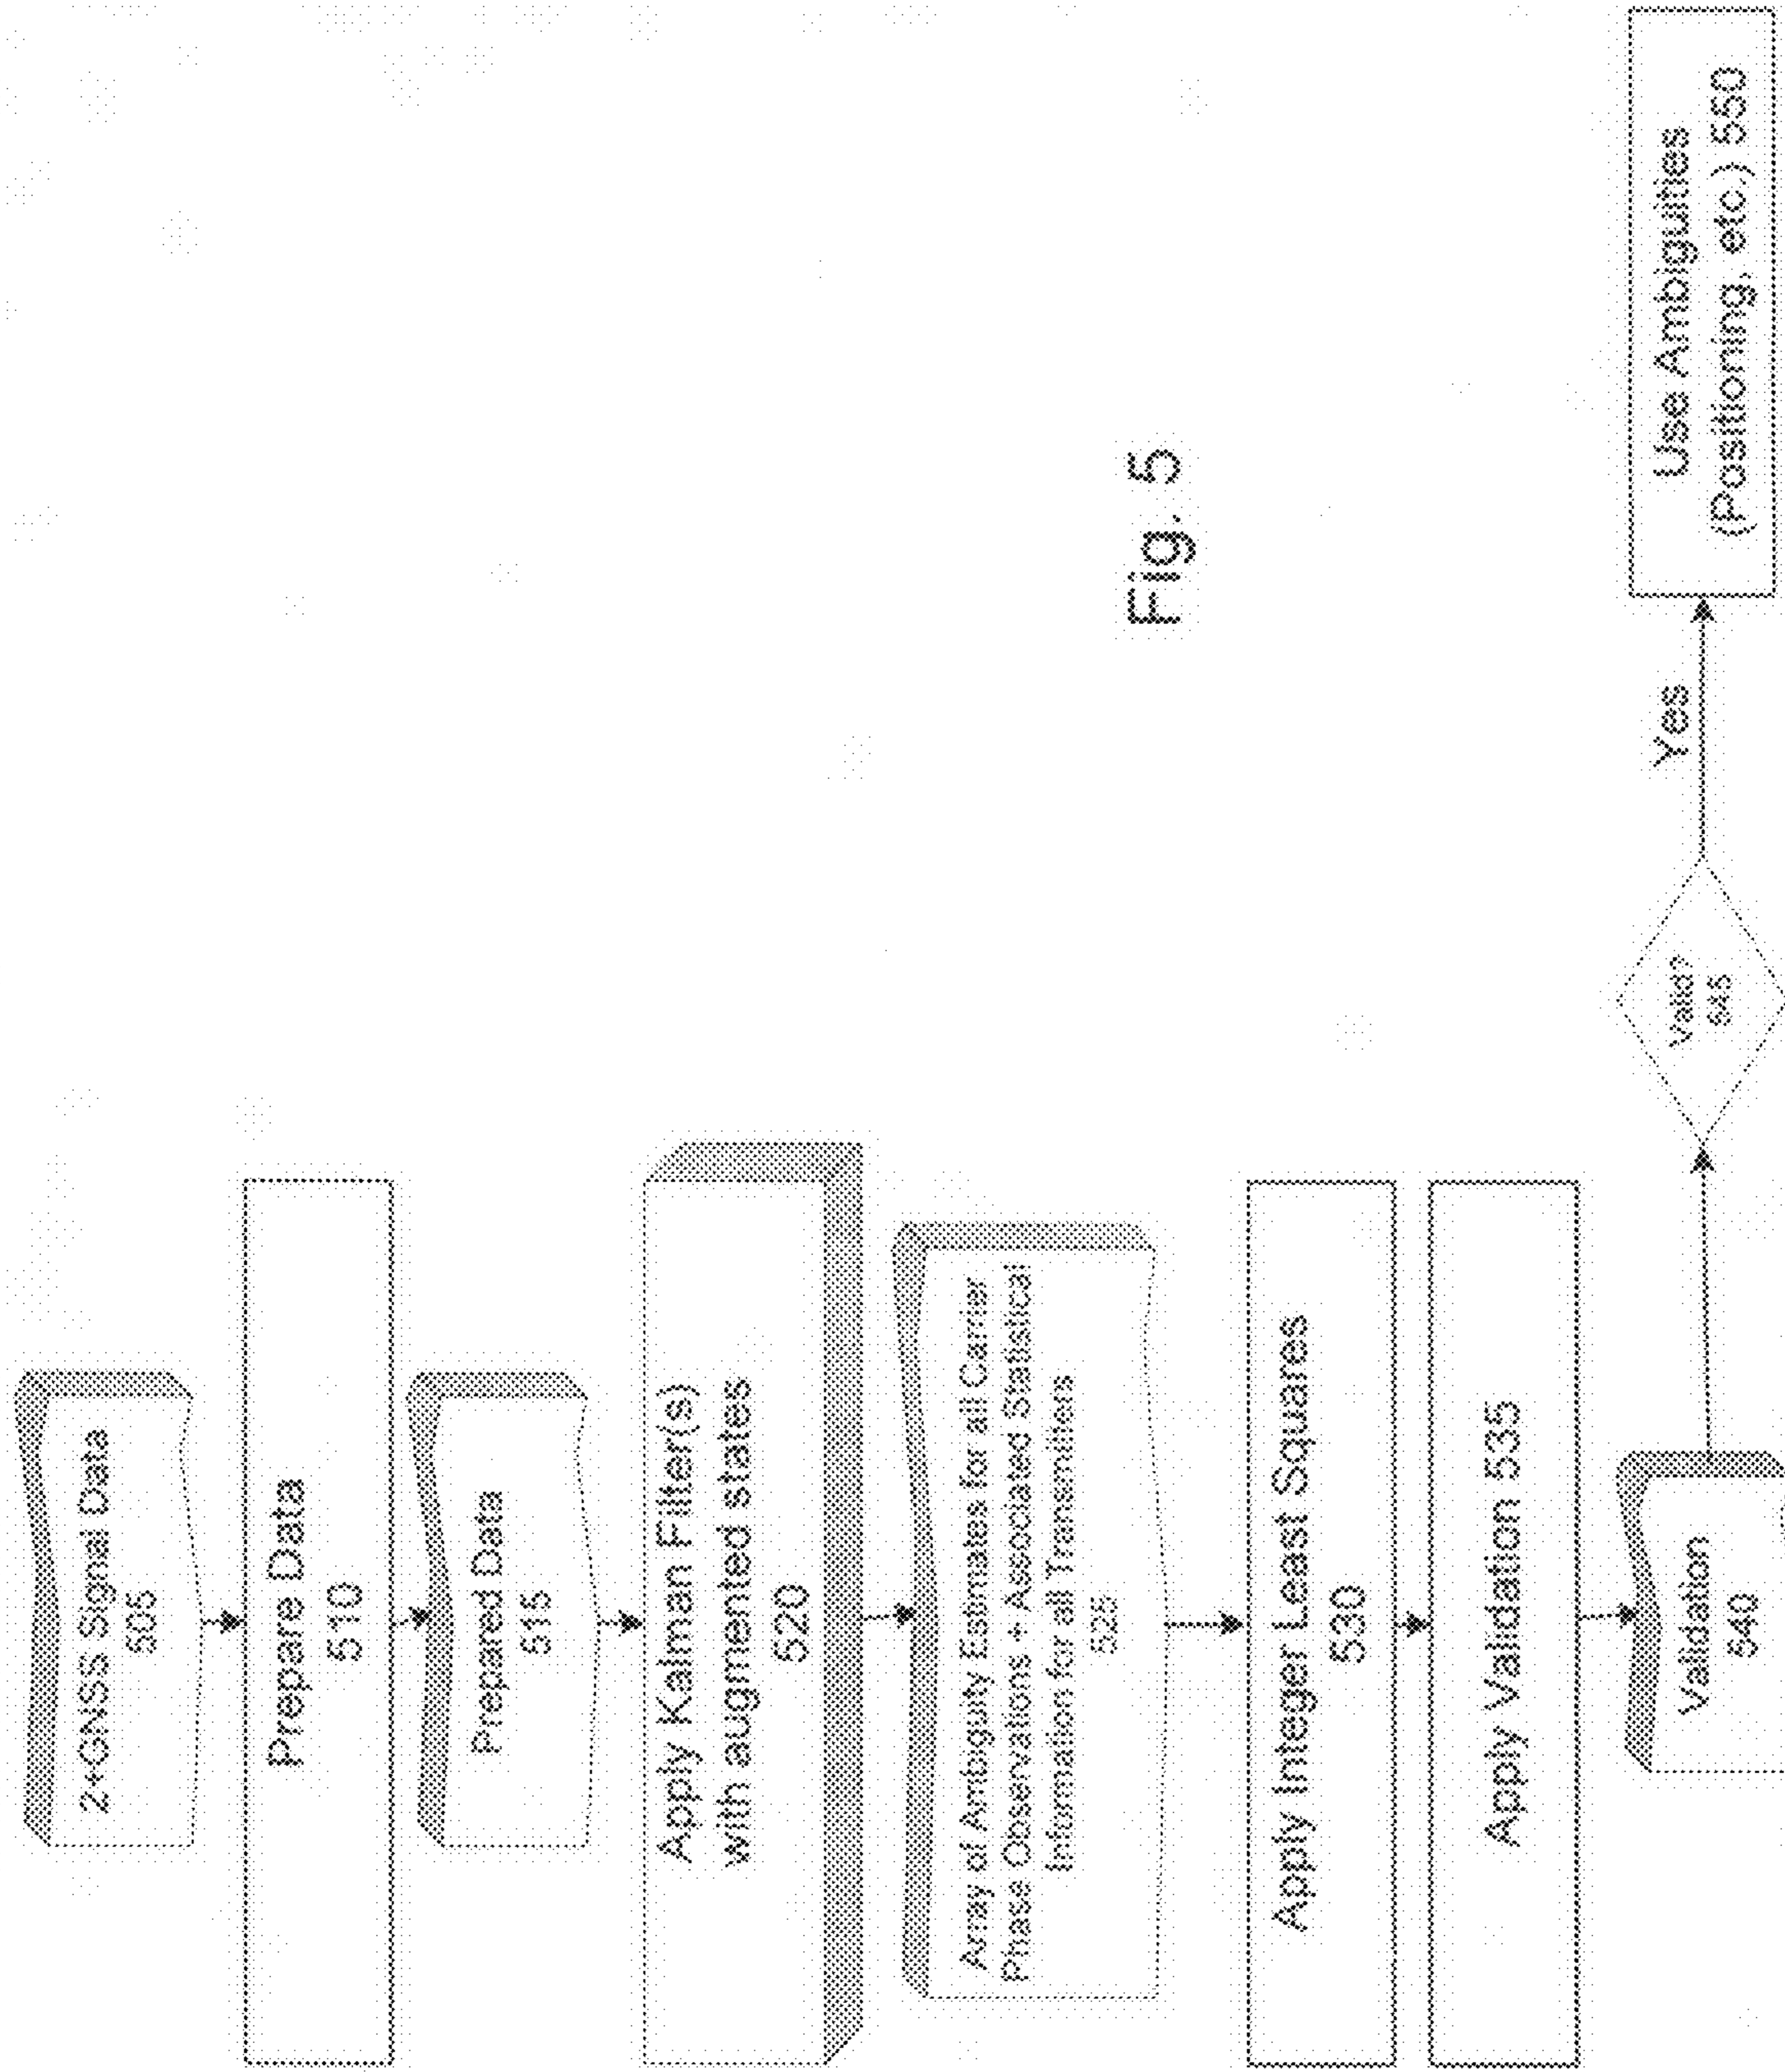 2+GNSS Signal Data
505
Prepare Data
510
Prepared Data
515
Apply Kalman Filter(s)
with augmented states
520
Array of Ambiguity Estimates for all Carrier
Phase Observations + Associated Statistical
Information for all Transmitters
525
Apply Integer Least Squares
530
Apply Validation 535
Validation
540
Valid?
545
Yes
Use Ambiguities
(Positioning, etc.) 550
Fig. 5